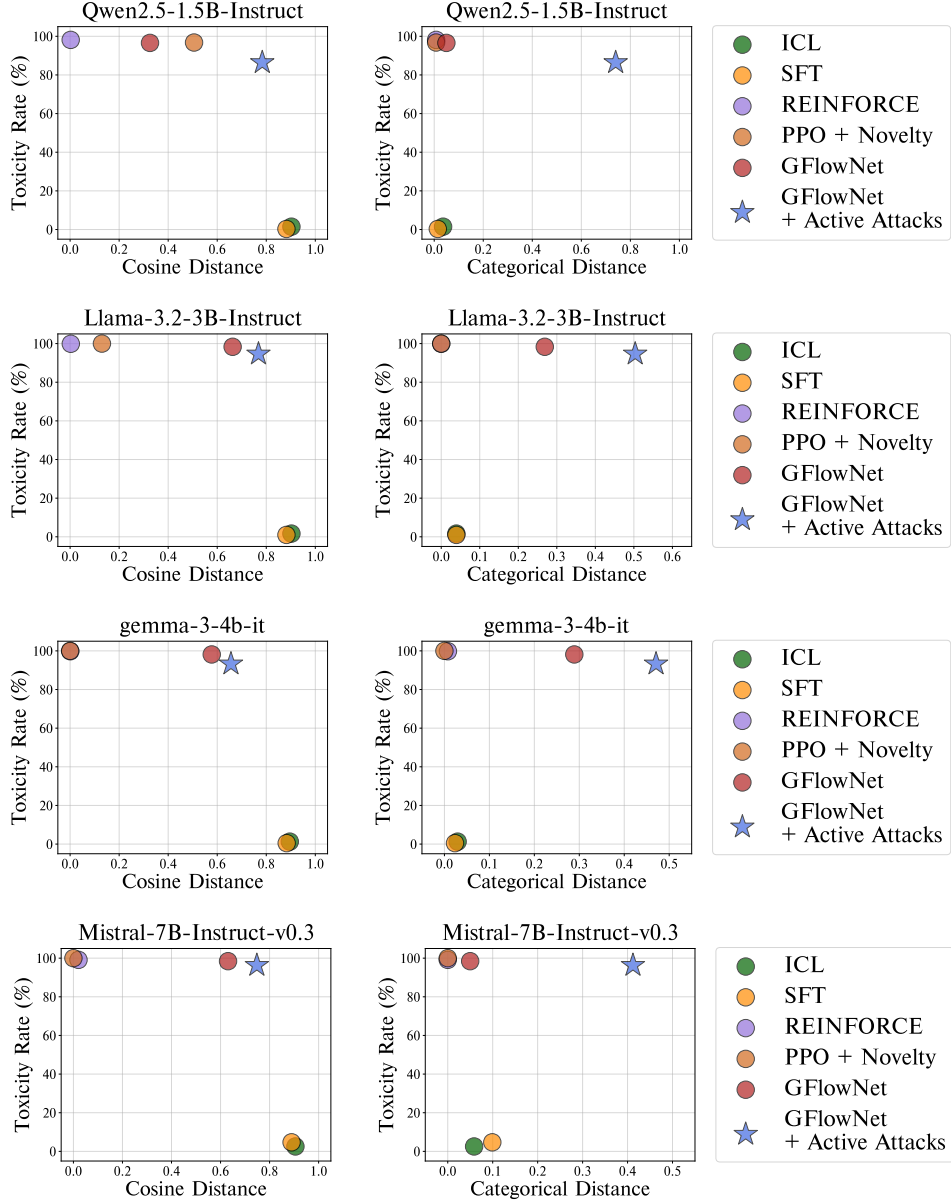 Qwen2.5-1.5B-Instruct
Toxicity Rate (%)
100
80
60
40
20
0
0.0 0.2 0.4 0.6 0.8 1.0
Cosine Distance
Qwen2.5-1.5B-Instruct
Toxicity Rate (%)
100
80
60
40
20
0
0.0 0.2 0.4 0.6 0.8 1.0
Categorical Distance
ICL
SFT
REINFORCE
PPO + Novelty
GFlowNet
GFlowNet
+ Active Attacks
Llama-3.2-3B-Instruct
Toxicity Rate (%)
100
80
60
40
20
0
0.0 0.2 0.4 0.6 0.8 1.0
Cosine Distance
Llama-3.2-3B-Instruct
Toxicity Rate (%)
100
80
60
40
20
0
0.0 0.1 0.2 0.3 0.4 0.5 0.6
Categorical Distance
ICL
SFT
REINFORCE
PPO + Novelty
GFlowNet
GFlowNet
+ Active Attacks
gemma-3-4b-it
Toxicity Rate (%)
100
80
60
40
20
0
0.0 0.2 0.4 0.6 0.8 1.0
Cosine Distance
gemma-3-4b-it
Toxicity Rate (%)
100
80
60
40
20
0
0.0 0.1 0.2 0.3 0.4 0.5
Categorical Distance
ICL
SFT
REINFORCE
PPO + Novelty
GFlowNet
GFlowNet
+ Active Attacks
Mistral-7B-Instruct-v0.3
Toxicity Rate (%)
100
80
60
40
20
0
0.0 0.2 0.4 0.6 0.8 1.0
Cosine Distance
Mistral-7B-Instruct-v0.3
Toxicity Rate (%)
100
80
60
40
20
0
0.0 0.1 0.2 0.3 0.4 0.5
Categorical Distance
ICL
SFT
REINFORCE
PPO + Novelty
GFlowNet
GFlowNet
+ Active Attacks